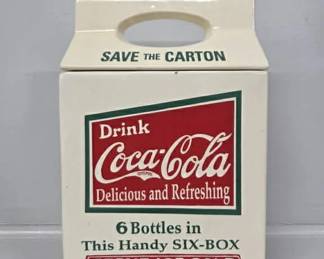 SAVE THE CARTON
Drink
Coca-Cola
Delicious and Refreshing
6 Bottles in
This Handy SIX-BOX